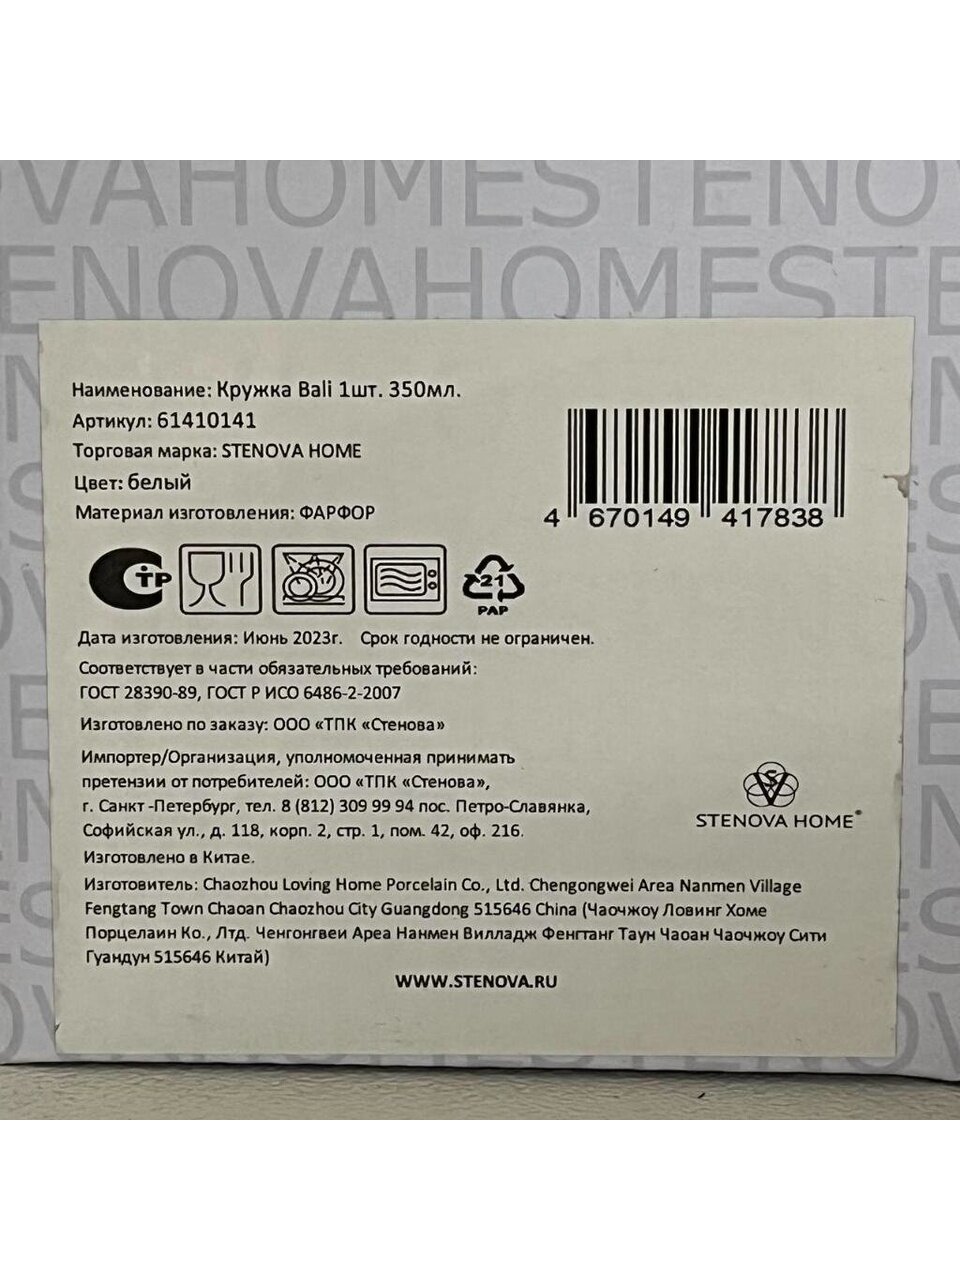 VAHOMESTENO
ENOVAHOMESTE
Наименование: Кружка Bali 1шт. 350мл.
Артикул: 61410141
Торговая марка: STENOVA HOME
Цвет: белый
Материал изготовления: ФАРФОР
4 670149 417838
ТР
21
PAP
Дата изготовления: Июнь 2023г. Срок годности не ограничен.
Соответствует в части обязательных требований:
ГОСТ 28390-89, ГОСТ Р ИСО 6486-2-2007
Изготовлено по заказу: ООО «ТПК «Стенова»
Импортер/Организация, уполномоченная принимать
претензии от потребителей: ООО «ТПК «Стенова»,
г. Санкт -Петербург, тел. 8 (812) 309 99 94 пос. Петро-Славянка,
Софийская ул., д. 118, корп. 2, стр. 1, пом. 42, оф. 216.
STENOVA HOME®
Изготовлено в Китае.
Изготовитель: Chaozhou Loving Home Porcelain Co., Ltd. Chengongwei Area Nanmen Village
Fengtang Town Chaoan Chaozhou City Guangdong 515646 China (Чаочжоу Ловинг Хоме
Порцелаин Ко., Лтд. Ченгонгвеи Ареа Нанмен Вилладж Фенгтанг Таун Чаоан Чаочжоу Сити
Гуандун 515646 Китай)
WWW.STENOVA.RU
VAHOMESTENOV